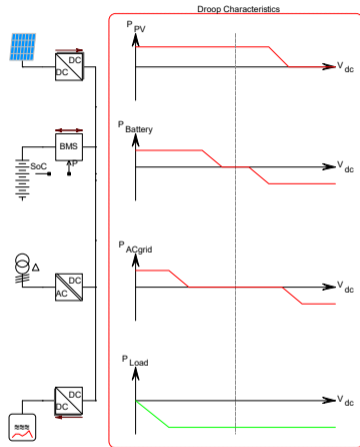 Droop Characteristics
P PV
DC
DC
V dc
P Battery
BMS
SoC
P
V dc
P ACgrid
DC
AC
V dc
P Load
DC
DC
V dc